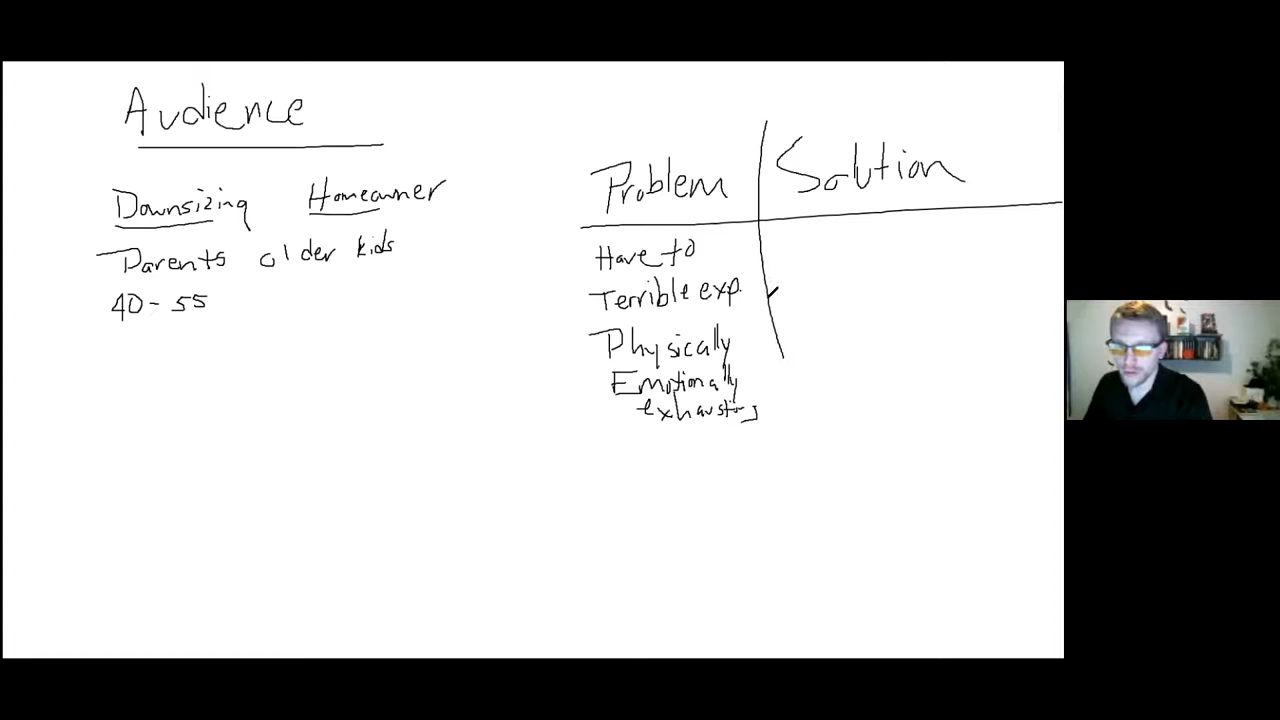 Audience
Downsizing Homeowner
Parents older kids
40-55
Problem
Solution
Have to
Terrible exp.
Physically
Emotionally
exhausting